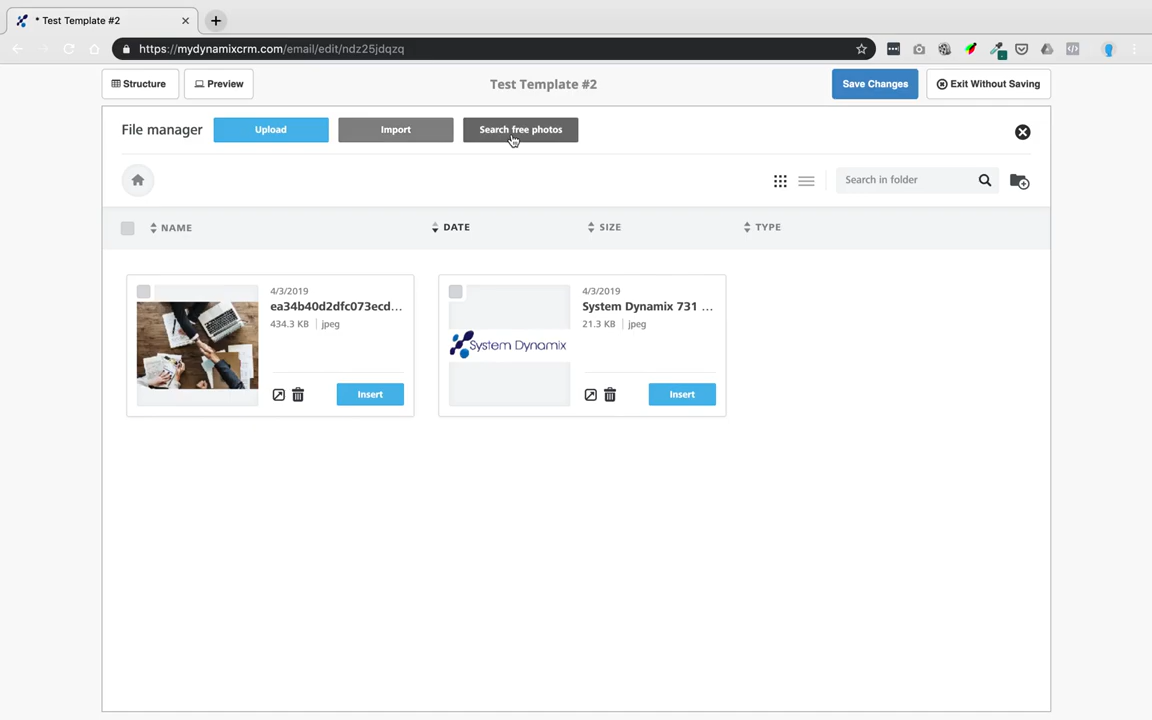 * Test Template #2
https://mydynamixcrm.com/email/edit/ndz25jdqzq
Structure
Preview
Test Template #2
Save Changes
Exit Without Saving
File manager
Upload
Import
Search free photos
Search in folder
NAME
DATE
SIZE
TYPE
4/3/2019
ea34b40d2dfc073ecd...
434.3 KB | jpeg
Insert
System Dynamix
4/3/2019
System Dynamix 731 ...
21.3 KB | jpeg
Insert